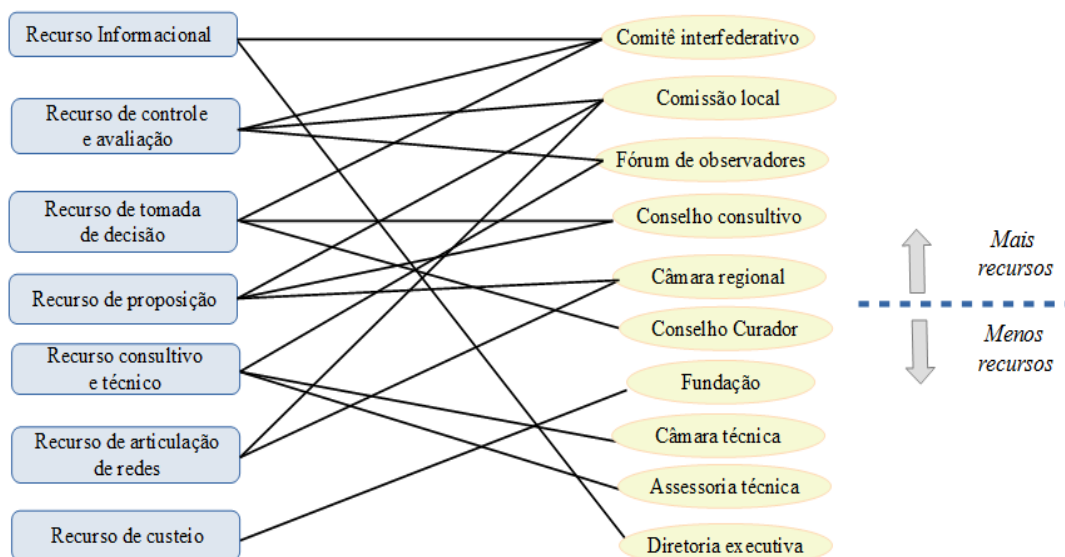 Recurso Informacional
Recurso de controle
e avaliação
Recurso de tomada
de decisão
Recurso de proposição
Recurso consultivo
e técnico
Recurso de articulação
de redes
Recurso de custeio
Comitê interfederativo
Comissão local
Fórum de observadores
Conselho consultivo
Câmara regional
Conselho Curador
Fundação
Câmara técnica
Assessoria técnica
Diretoria executiva
Mais
recursos
Menos
recursos